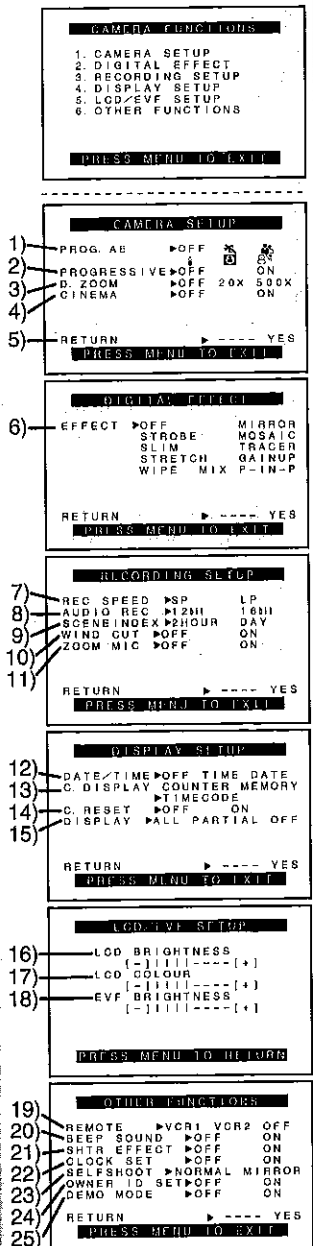 CAMERA FUNCTIONS
1. CAMERA SETUP
2. DIGITAL EFFECT
3. RECORDING SETUP
4. DISPLAY SETUP
5. LCD/EVF SETUP
6. OTHER FUNCTIONS
PRESS MENU TO EXIT
CAMERA SETUP
1) PROG. AE ▶OFF
2) PROGRESSIVE▶OFF ON
3) D. ZOOM ▶OFF 20X 500X
4) CINEMA ▶OFF ON
5) RETURN ▶ ---- YES
PRESS MENU TO EXIT
DIGITAL EFFECT
6) EFFECT ▶OFF MIRROR
STROBE MOSAIC
SLIM TRACER
STRETCH GAINUP
WIPE MIX P-IN-P
RETURN ▶ ---- YES
PRESS MENU TO EXIT
RECORDING SETUP
7) REC SPEED ▶SP LP
8) AUDIO REC ▶12bit 16bit
9) SCENEINDEX ▶2HOUR DAY
10) WIND CUT ▶OFF ON
11) ZOOM MIC ▶OFF ON
RETURN ▶ ---- YES
PRESS MENU TO EXIT
DISPLAY SETUP
12) DATE/TIME▶OFF TIME DATE
13) C. DISPLAY COUNTER MEMORY
▶TIMECODE
14) C. RESET ▶OFF ON
15) DISPLAY ▶ALL PARTIAL OFF
RETURN ▶ ---- YES
PRESS MENU TO EXIT
LCD/EVF SETUP
16) LCD BRIGHTNESS
[-]||||----[+]
17) LCD COLOUR
[-]||||----[+]
18) EVF BRIGHTNESS
[-]||||----[+]
PRESS MENU TO RETURN
OTHER FUNCTIONS
19) REMOTE ▶VCR1 VCR2 OFF
20) BEEP SOUND ▶OFF ON
21) SHTR EFFECT ▶OFF ON
22) CLOCK SET ▶OFF ON
23) SELFSHOOT ▶NORMAL MIRROR
24) OWNER ID SET▶OFF ON
25) DEMO MODE ▶OFF ON
RETURN ▶ ---- YES
PRESS MENU TO EXIT